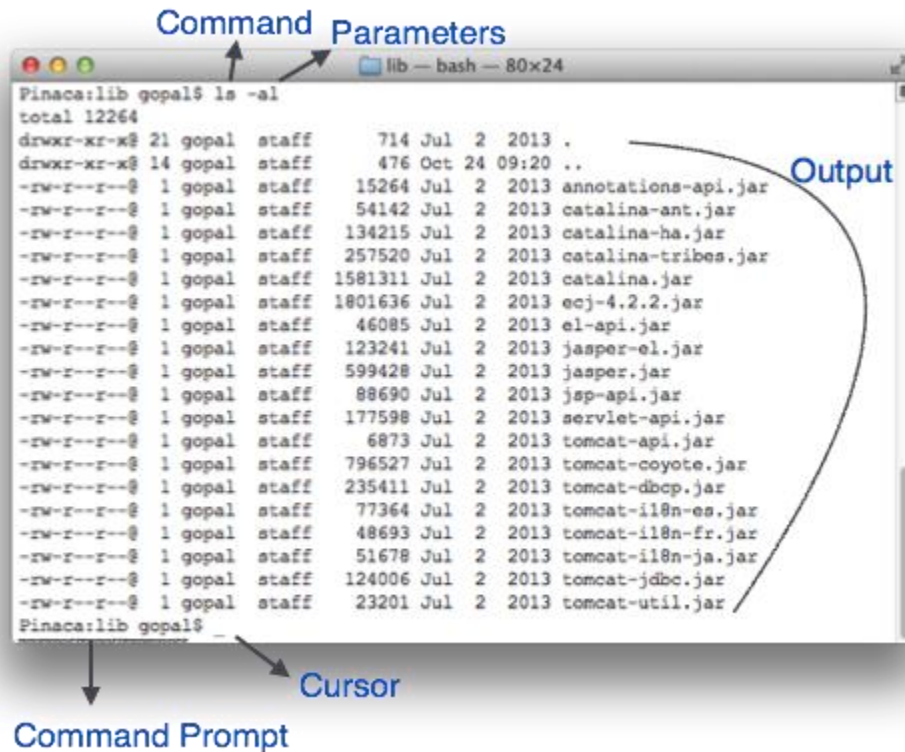 Command Parameters
lib — bash — 80×24
Pinaca:lib gopal$ ls -al
total 12264
drwxr-xr-x@ 21 gopal  staff      714 Jul  2  2013 .
drwxr-xr-x@ 14 gopal  staff      476 Oct 24 09:20 ..
-rw-r--r--@  1 gopal  staff    15264 Jul  2  2013 annotations-api.jar
-rw-r--r--@  1 gopal  staff    54142 Jul  2  2013 catalina-ant.jar
-rw-r--r--@  1 gopal  staff   134215 Jul  2  2013 catalina-ha.jar
-rw-r--r--@  1 gopal  staff   257520 Jul  2  2013 catalina-tribes.jar
-rw-r--r--@  1 gopal  staff  1581311 Jul  2  2013 catalina.jar
-rw-r--r--@  1 gopal  staff  1801636 Jul  2  2013 ecj-4.2.2.jar
-rw-r--r--@  1 gopal  staff    46085 Jul  2  2013 el-api.jar
-rw-r--r--@  1 gopal  staff   123241 Jul  2  2013 jasper-el.jar
-rw-r--r--@  1 gopal  staff   599428 Jul  2  2013 jasper.jar
-rw-r--r--@  1 gopal  staff    88690 Jul  2  2013 jsp-api.jar
-rw-r--r--@  1 gopal  staff   177598 Jul  2  2013 servlet-api.jar
-rw-r--r--@  1 gopal  staff     6873 Jul  2  2013 tomcat-api.jar
-rw-r--r--@  1 gopal  staff   796527 Jul  2  2013 tomcat-coyote.jar
-rw-r--r--@  1 gopal  staff   235411 Jul  2  2013 tomcat-dbcp.jar
-rw-r--r--@  1 gopal  staff    77364 Jul  2  2013 tomcat-i18n-es.jar
-rw-r--r--@  1 gopal  staff    48693 Jul  2  2013 tomcat-i18n-fr.jar
-rw-r--r--@  1 gopal  staff    51678 Jul  2  2013 tomcat-i18n-ja.jar
-rw-r--r--@  1 gopal  staff   124006 Jul  2  2013 tomcat-jdbc.jar
-rw-r--r--@  1 gopal  staff    23201 Jul  2  2013 tomcat-util.jar
Pinaca:lib gopal$ _
Output
Cursor
Command Prompt